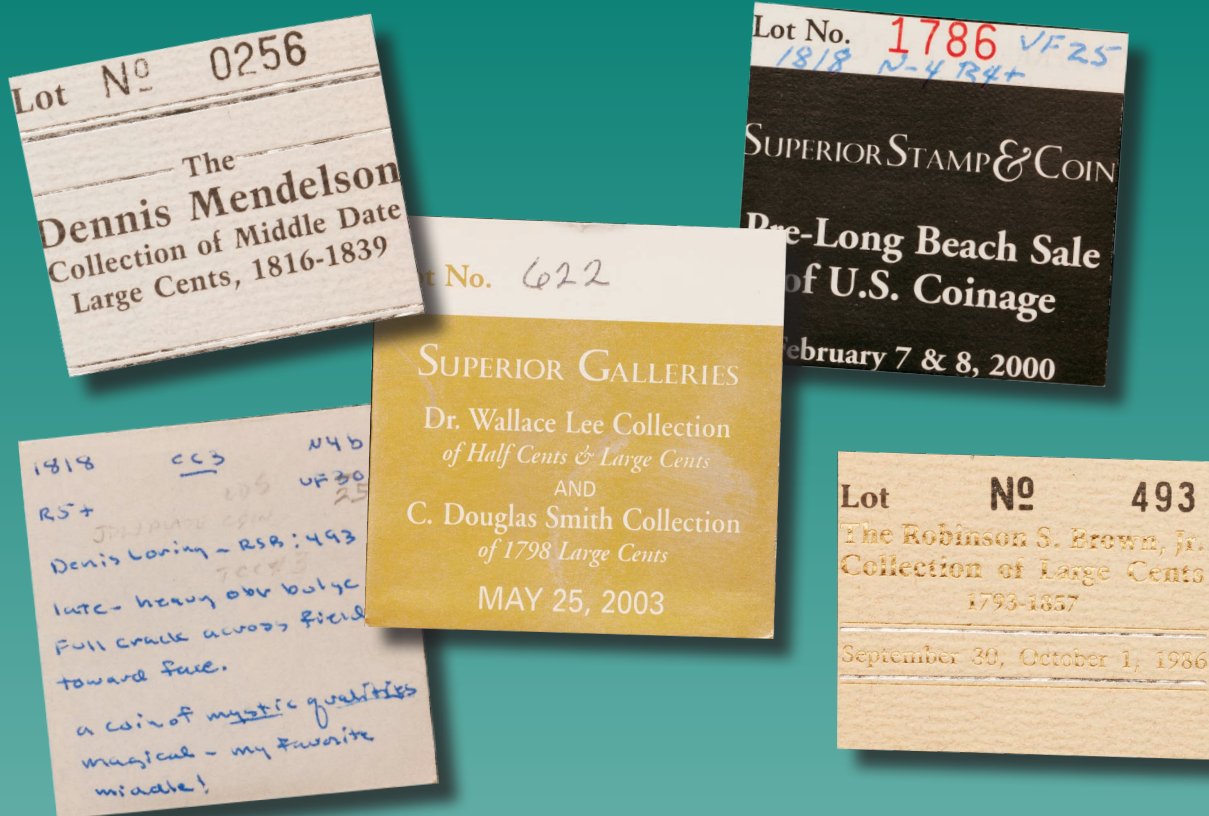 Lot Nº 0256
The
Dennis Mendelson
Collection of Middle Date
Large Cents, 1816-1839
Lot No. 1786 VF 25
1818 N-4 R4+
SUPERIOR STAMP & COIN
Pre-Long Beach Sale
of U.S. Coinage
February 7 & 8, 2000
t No. 622
SUPERIOR GALLERIES
Dr. Wallace Lee Collection
of Half Cents & Large Cents
AND
C. Douglas Smith Collection
of 1798 Large Cents
MAY 25, 2003
1818 CC3 N4b
VF 30
25
R5+
Denis Loring - RSB: 493
late - heavy obv bulge
Full crack across field
toward face.
a coin of mystic qualities
magical - my favorite
middle!
Lot Nº 493
The Robinson S. Brown, Jr.
Collection of Large Cents
1793-1857
September 30, October 1, 1986